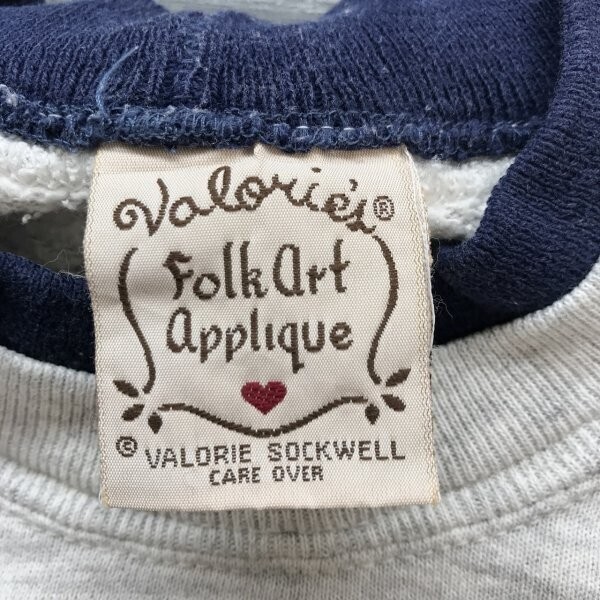 Valorie's®
Folk Art
Applique
© VALORIE SOCKWELL
CARE OVER